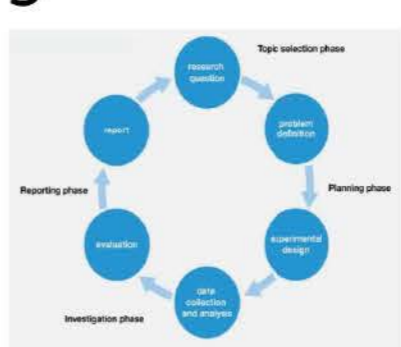 Topic selection phase
research
question
problem
definition
Planning phase
experimental
design
data
collection
and analysis
Investigation phase
evaluation
Reporting phase
report